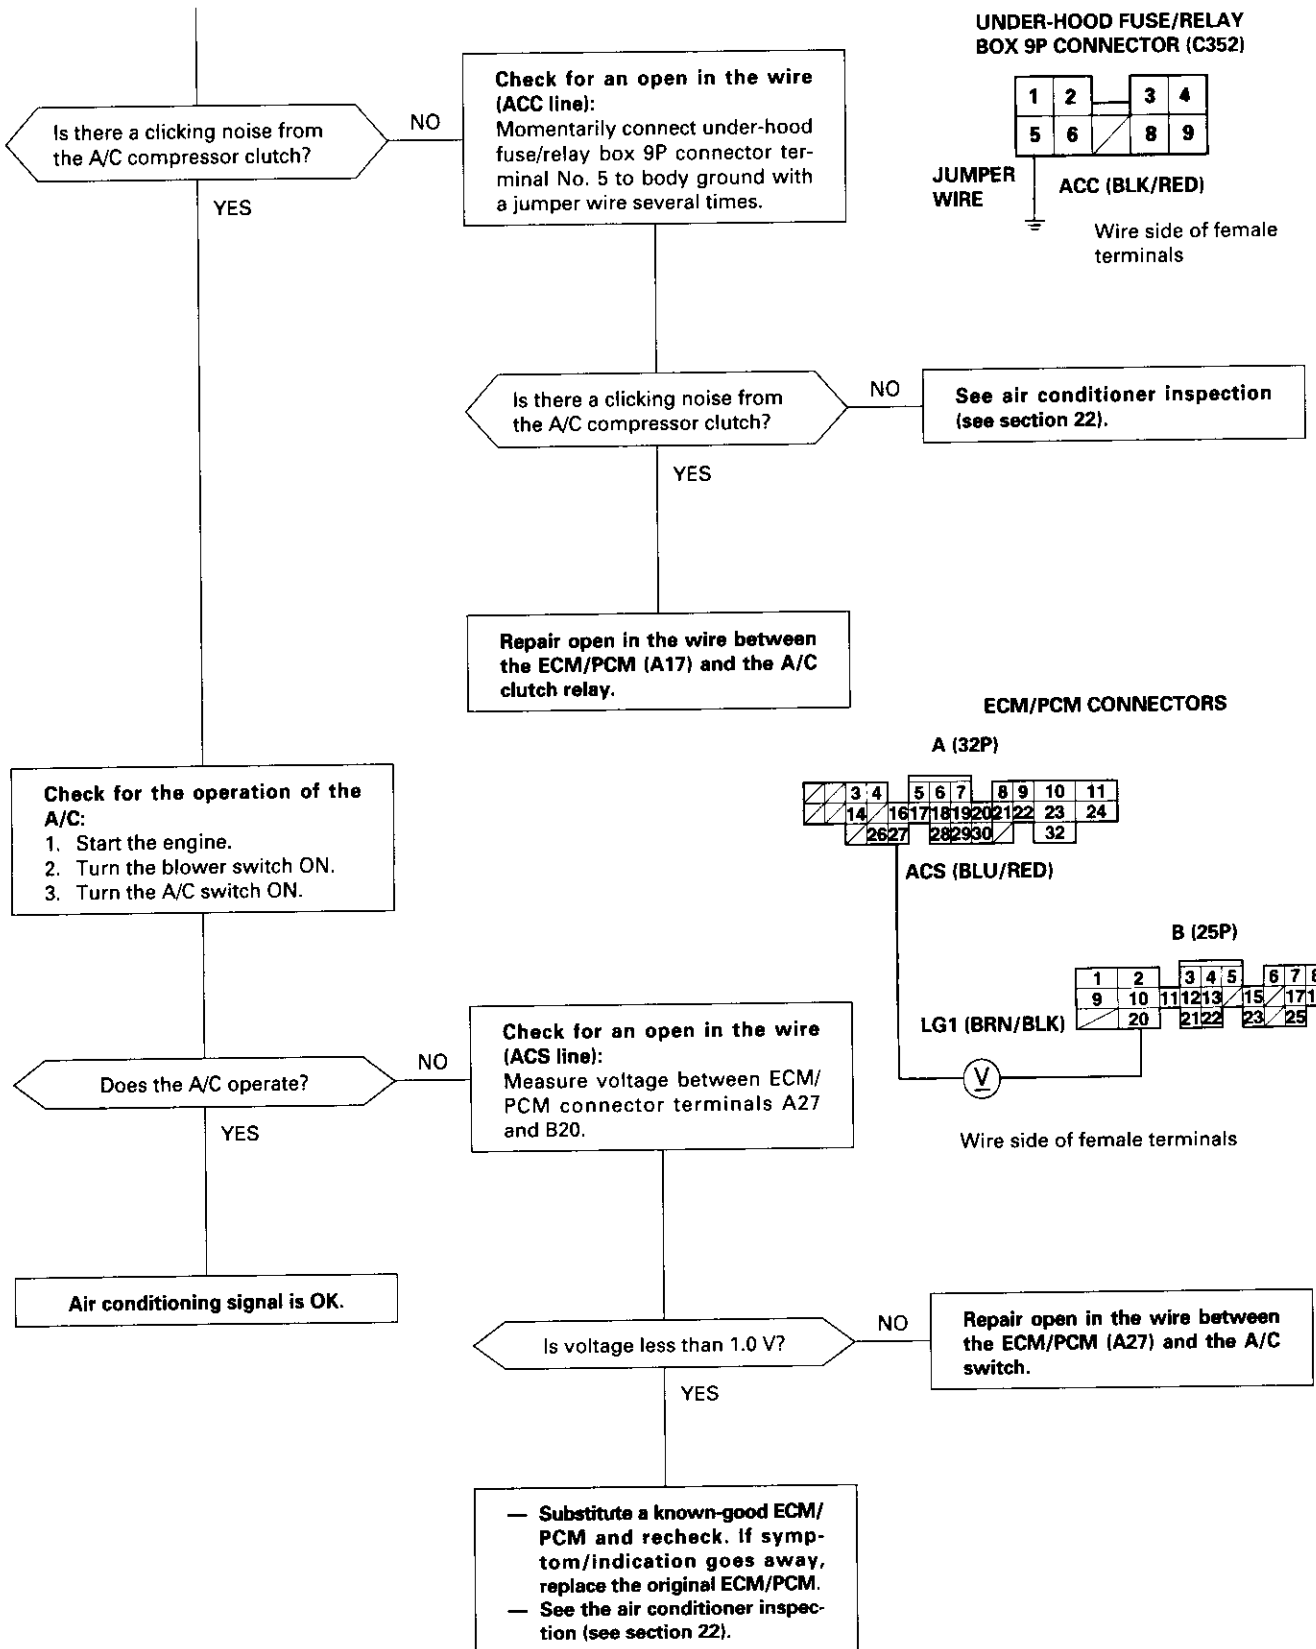 UNDER-HOOD FUSE/RELAY
BOX 9P CONNECTOR (C352)
1 2 3 4
5 6 8 9
JUMPER
WIRE
ACC (BLK/RED)
Wire side of female
terminals
Is there a clicking noise from
the A/C compressor clutch?
NO
YES
Check for an open in the wire
(ACC line):
Momentarily connect under-hood
fuse/relay box 9P connector ter-
minal No. 5 to body ground with
a jumper wire several times.
Is there a clicking noise from
the A/C compressor clutch?
NO
YES
See air conditioner inspection
(see section 22).
Repair open in the wire between
the ECM/PCM (A17) and the A/C
clutch relay.
ECM/PCM CONNECTORS
A (32P)
3 4 5 6 7 8 9 10 11
14 16 17 18 19 20 21 22 23 24
26 27 28 29 30 32
ACS (BLU/RED)
B (25P)
1 2 3 4 5 6 7 8
9 10 11 12 13 15 17 1
20 21 22 23 25
LG1 (BRN/BLK)
V
Wire side of female terminals
Check for the operation of the
A/C:
1. Start the engine.
2. Turn the blower switch ON.
3. Turn the A/C switch ON.
Does the A/C operate?
NO
YES
Check for an open in the wire
(ACS line):
Measure voltage between ECM/
PCM connector terminals A27
and B20.
Air conditioning signal is OK.
Is voltage less than 1.0 V?
NO
YES
Repair open in the wire between
the ECM/PCM (A27) and the A/C
switch.
— Substitute a known-good ECM/
PCM and recheck. If symp-
tom/indication goes away,
replace the original ECM/PCM.
— See the air conditioner inspec-
tion (see section 22).